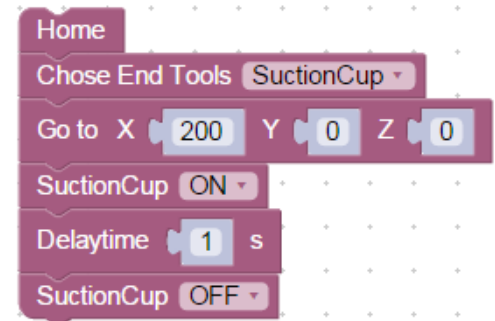 Home
Chose End Tools SuctionCup
Go to X 200 Y 0 Z 0
SuctionCup ON
Delaytime 1 s
SuctionCup OFF